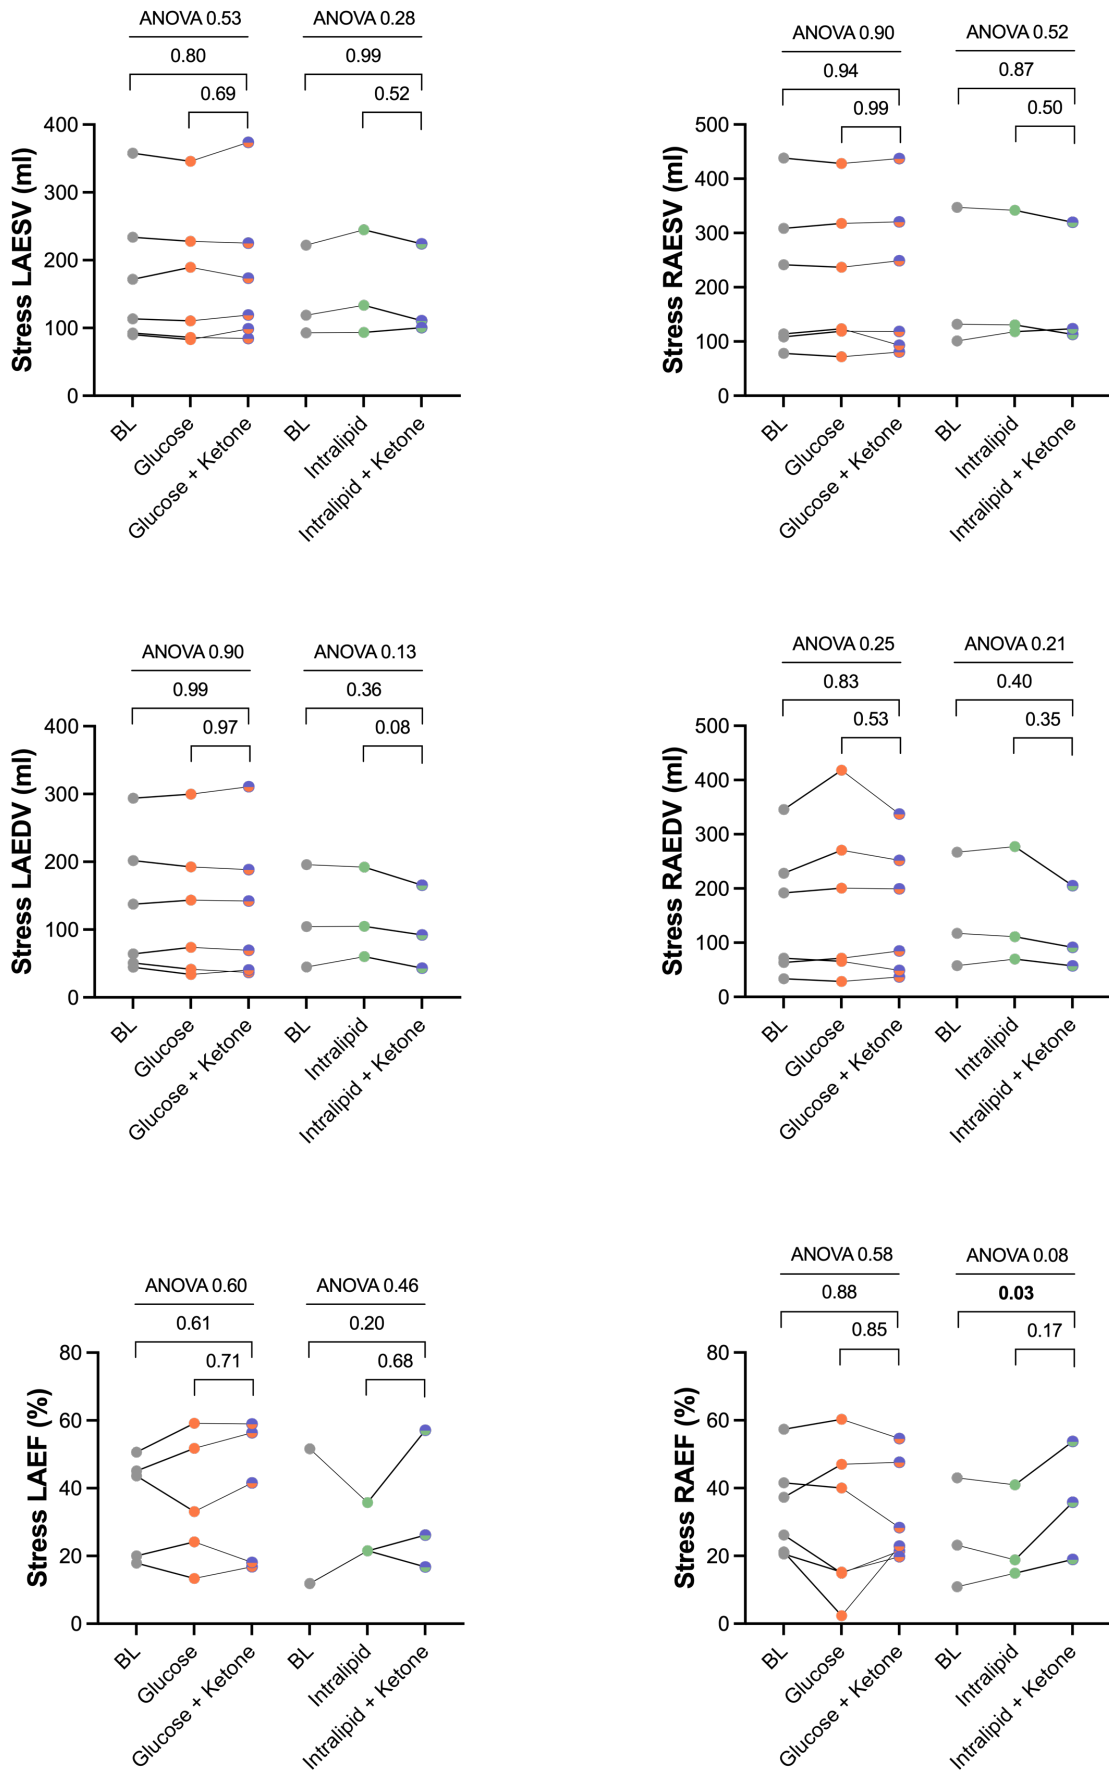 ANOVA 0.53
ANOVA 0.28
0.80
0.99
0.69
0.52
Stress LAESV (ml)
400
300
200
100
0
BL
Glucose
Glucose + Ketone
BL
Intralipid
Intralipid + Ketone
ANOVA 0.90
ANOVA 0.52
0.94
0.87
0.99
0.50
Stress RAESV (ml)
500
400
300
200
100
0
BL
Glucose
Glucose + Ketone
BL
Intralipid
Intralipid + Ketone
ANOVA 0.90
ANOVA 0.13
0.99
0.36
0.97
0.08
Stress LAEDV (ml)
400
300
200
100
0
BL
Glucose
Glucose + Ketone
BL
Intralipid
Intralipid + Ketone
ANOVA 0.25
ANOVA 0.21
0.83
0.40
0.53
0.35
Stress RAEDV (ml)
500
400
300
200
100
0
BL
Glucose
Glucose + Ketone
BL
Intralipid
Intralipid + Ketone
ANOVA 0.60
ANOVA 0.46
0.61
0.20
0.71
0.68
Stress LAEF (%)
80
60
40
20
0
BL
Glucose
Glucose + Ketone
BL
Intralipid
Intralipid + Ketone
ANOVA 0.58
ANOVA 0.08
0.88
0.03
0.85
0.17
Stress RAEF (%)
80
60
40
20
0
BL
Glucose
Glucose + Ketone
BL
Intralipid
Intralipid + Ketone